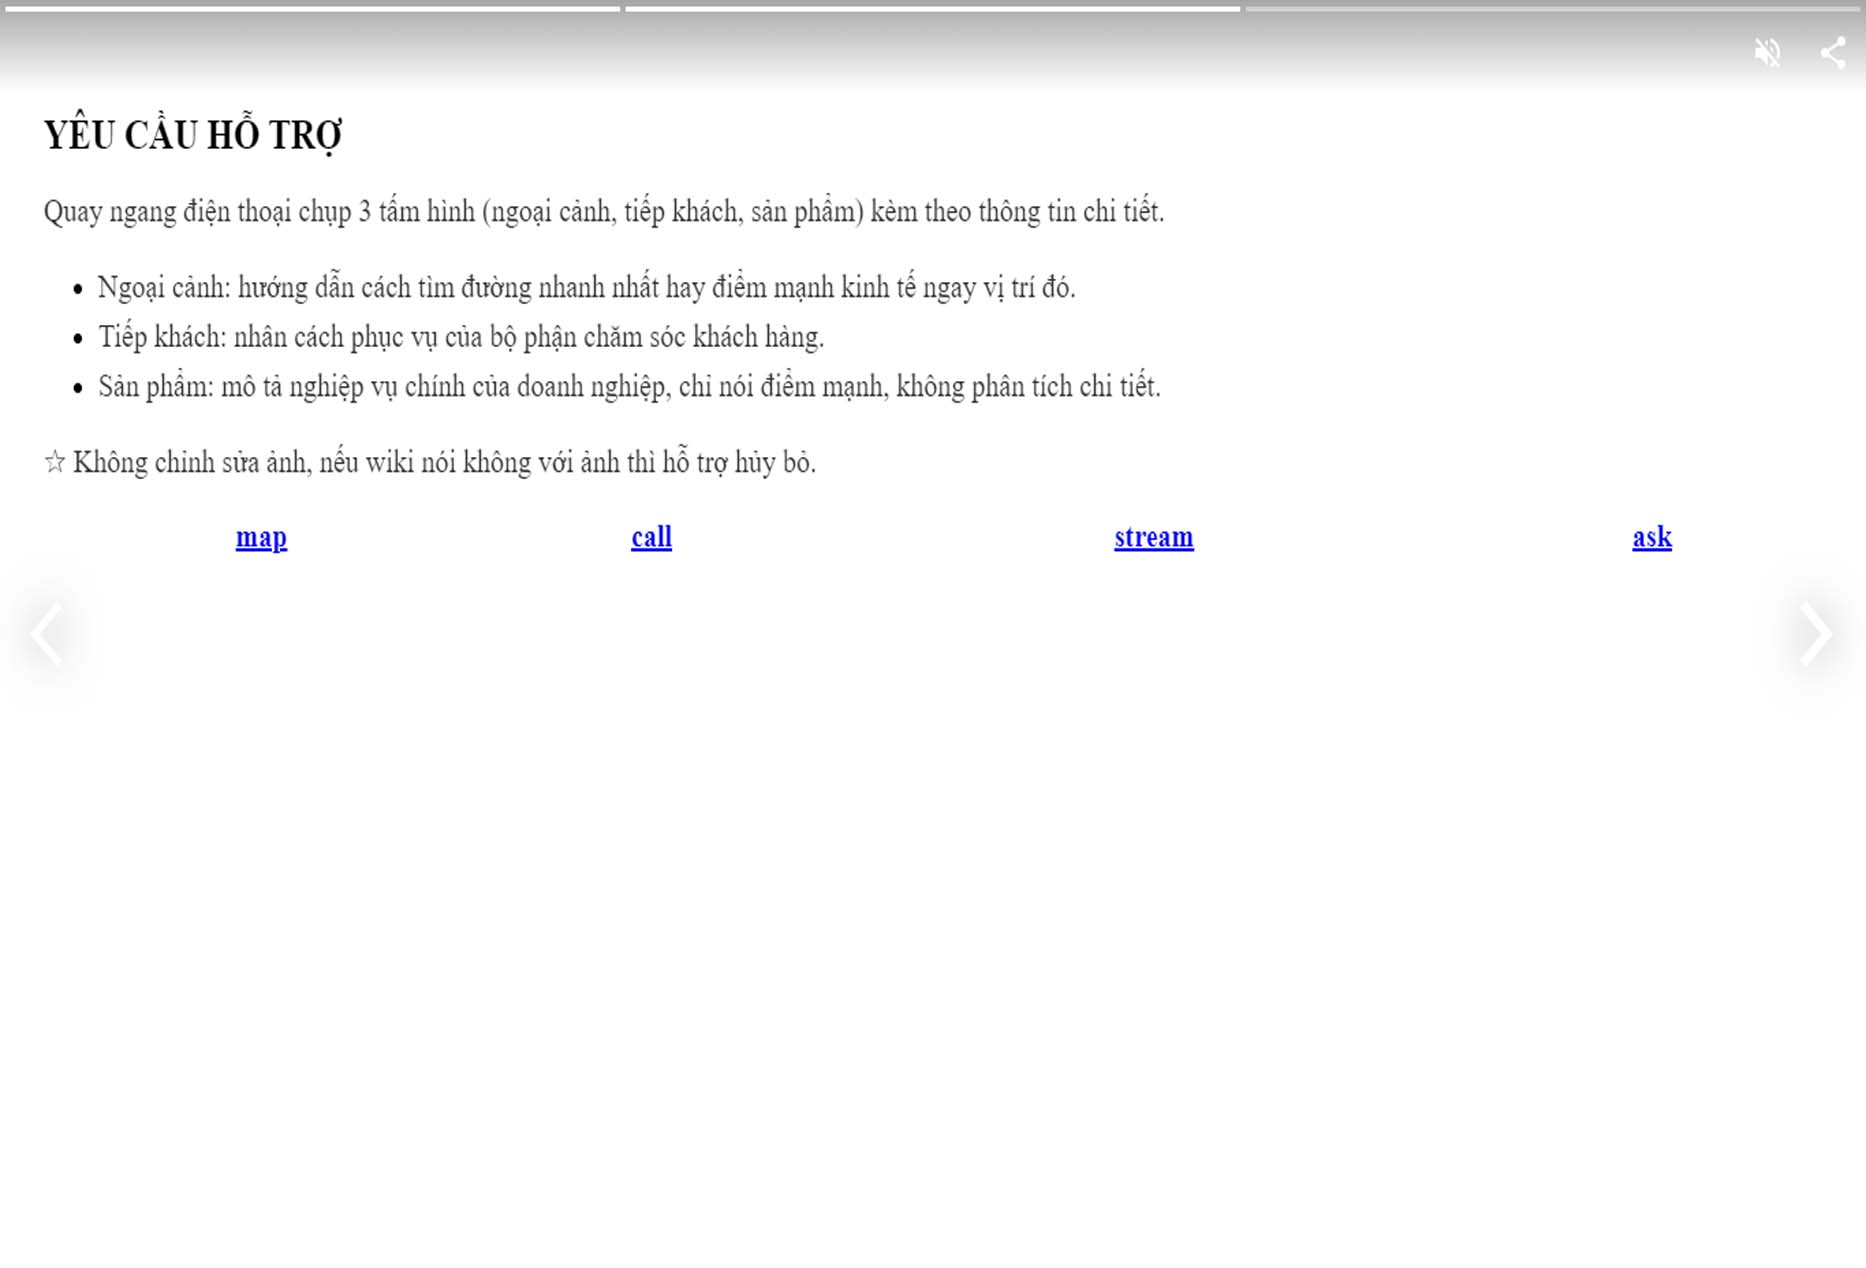 YÊU CẦU HỖ TRỢ
Quay ngang điện thoại chụp 3 tấm hình (ngoại cảnh, tiếp khách, sản phẩm) kèm theo thông tin chi tiết.
• Ngoại cảnh: hướng dẫn cách tìm đường nhanh nhất hay điểm mạnh kinh tế ngay vị trí đó.
• Tiếp khách: nhân cách phục vụ của bộ phận chăm sóc khách hàng.
• Sản phẩm: mô tả nghiệp vụ chính của doanh nghiệp, chỉ nói điểm mạnh, không phân tích chi tiết.
☆ Không chỉnh sửa ảnh, nếu wiki nói không với ảnh thì hỗ trợ hủy bỏ.
map call stream ask